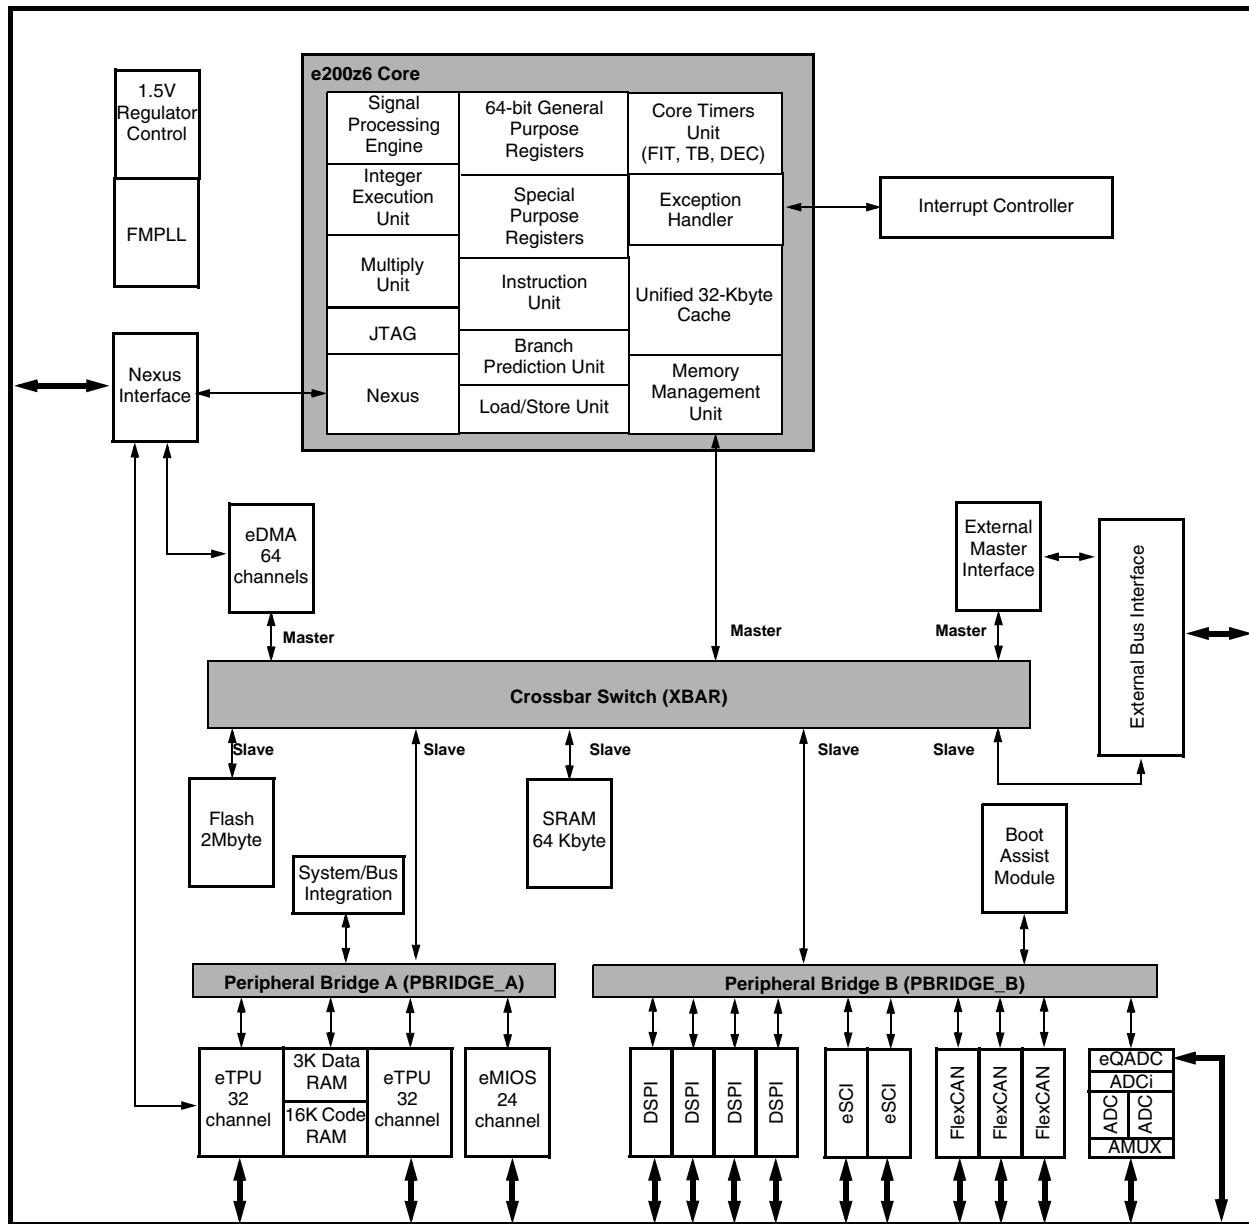 1.5V
Regulator
Control
FMPLL
e200z6 Core
Signal
Processing
Engine
Integer
Execution
Unit
Multiply
Unit
JTAG
Nexus
64-bit General
Purpose
Registers
Special
Purpose
Registers
Instruction
Unit
Branch
Prediction Unit
Load/Store Unit
Core Timers
Unit
(FIT, TB, DEC)
Exception
Handler
Unified 32-Kbyte
Cache
Memory
Management
Unit
Interrupt Controller
Nexus
Interface
eDMA
64
channels
External
Master
Interface
External Bus Interface
Master
Master
Master
Crossbar Switch (XBAR)
Slave
Slave
Slave
Slave
Slave
Flash
2Mbyte
SRAM
64 Kbyte
Boot
Assist
Module
System/Bus
Integration
Peripheral Bridge A (PBRIDGE_A)
Peripheral Bridge B (PBRIDGE_B)
eTPU
32
channel
3K Data
RAM
16K Code
RAM
eTPU
32
channel
eMIOS
24
channel
DSPI
DSPI
DSPI
DSPI
eSCI
eSCI
FlexCAN
FlexCAN
FlexCAN
eQADC
ADCi
ADC
ADC
AMUX